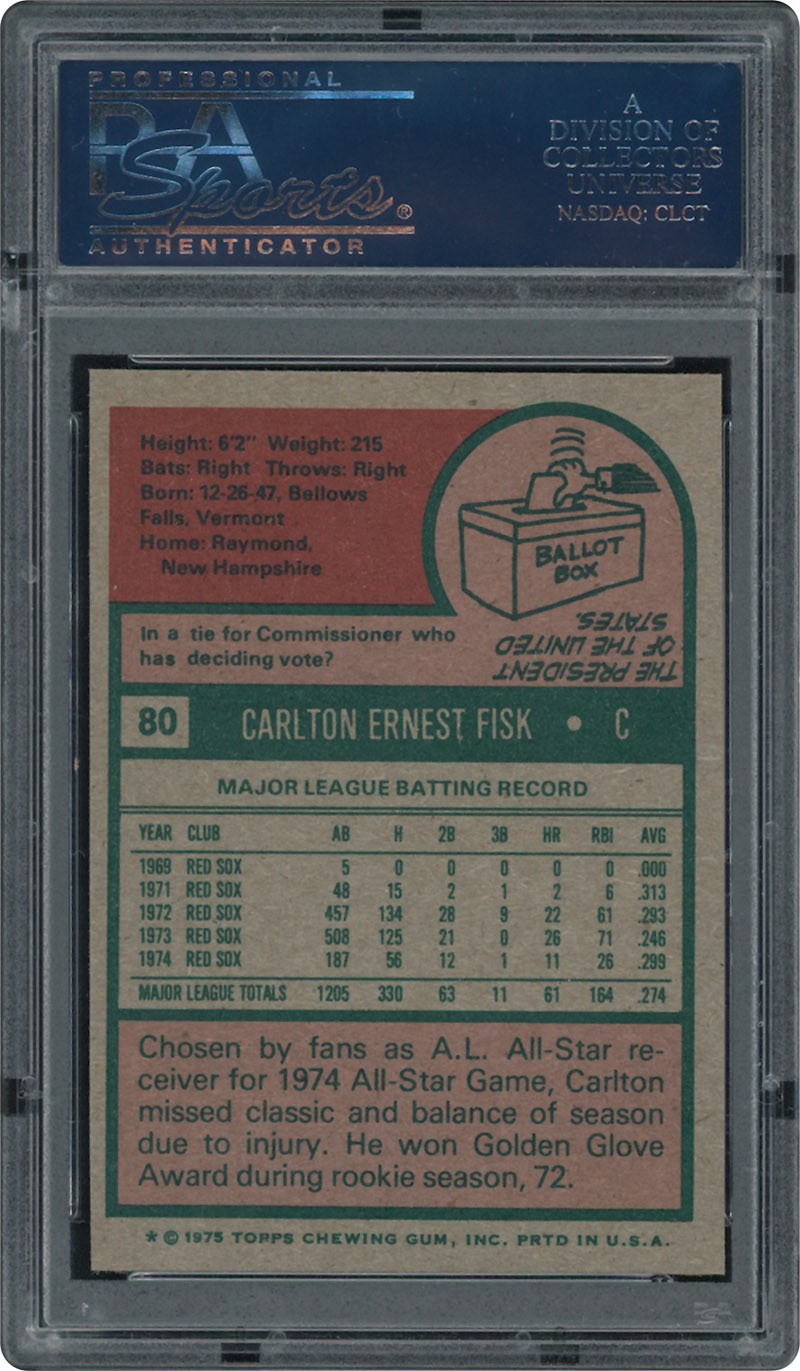 PROFESSIONAL
PSA
Sports®
AUTHENTICATOR
A
DIVISION OF
COLLECTORS
UNIVERSE
NASDAQ: CLCT
Height: 6'2" Weight: 215
Bats: Right Throws: Right
Born: 12-26-47, Bellows
Falls, Vermont
Home: Raymond,
New Hampshire
BALLOT
BOX
In a tie for Commissioner who
has deciding vote?
THE PRESIDENT
OF THE UNITED
STATES.
80 CARLTON ERNEST FISK • C
MAJOR LEAGUE BATTING RECORD
YEAR CLUB AB H 2B 3B HR RBI AVG
1969 RED SOX 5 0 0 0 0 0 .000
1971 RED SOX 48 15 2 1 2 6 .313
1972 RED SOX 457 134 28 9 22 61 .293
1973 RED SOX 508 125 21 0 26 71 .246
1974 RED SOX 187 56 12 1 11 26 .299
MAJOR LEAGUE TOTALS 1205 330 63 11 61 164 .274
Chosen by fans as A.L. All-Star re-
ceiver for 1974 All-Star Game, Carlton
missed classic and balance of season
due to injury. He won Golden Glove
Award during rookie season, 72.
* © 1975 TOPPS CHEWING GUM, INC. PRTD IN U.S.A.